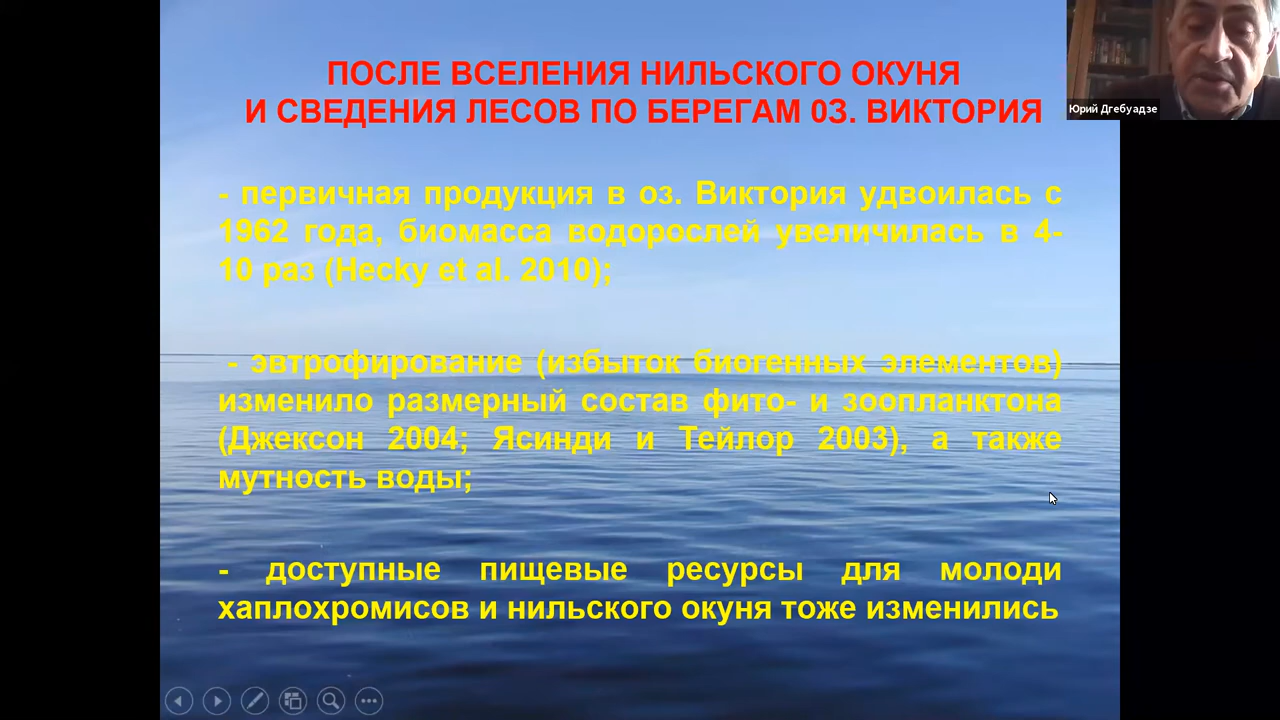 ПОСЛЕ ВСЕЛЕНИЯ НИЛЬСКОГО ОКУНЯ
И СВЕДЕНИЯ ЛЕСОВ ПО БЕРЕГАМ 03. ВИКТОРИЯ
Юрий Дгебуадзе
- первичная продукция в оз. Виктория удвоилась с
1962 года, биомасса водорослей увеличилась в 4-
10 раз (Hecky et al. 2010);
- эвтрофирование (избыток биогенных элементов)
изменило размерный состав фито- и зоопланктона
(Джексон 2004; Ясинди и Тейлор 2003), а также
мутность воды;
- доступные пищевые ресурсы для молоди
хаплохромисов и нильского окуня тоже изменились